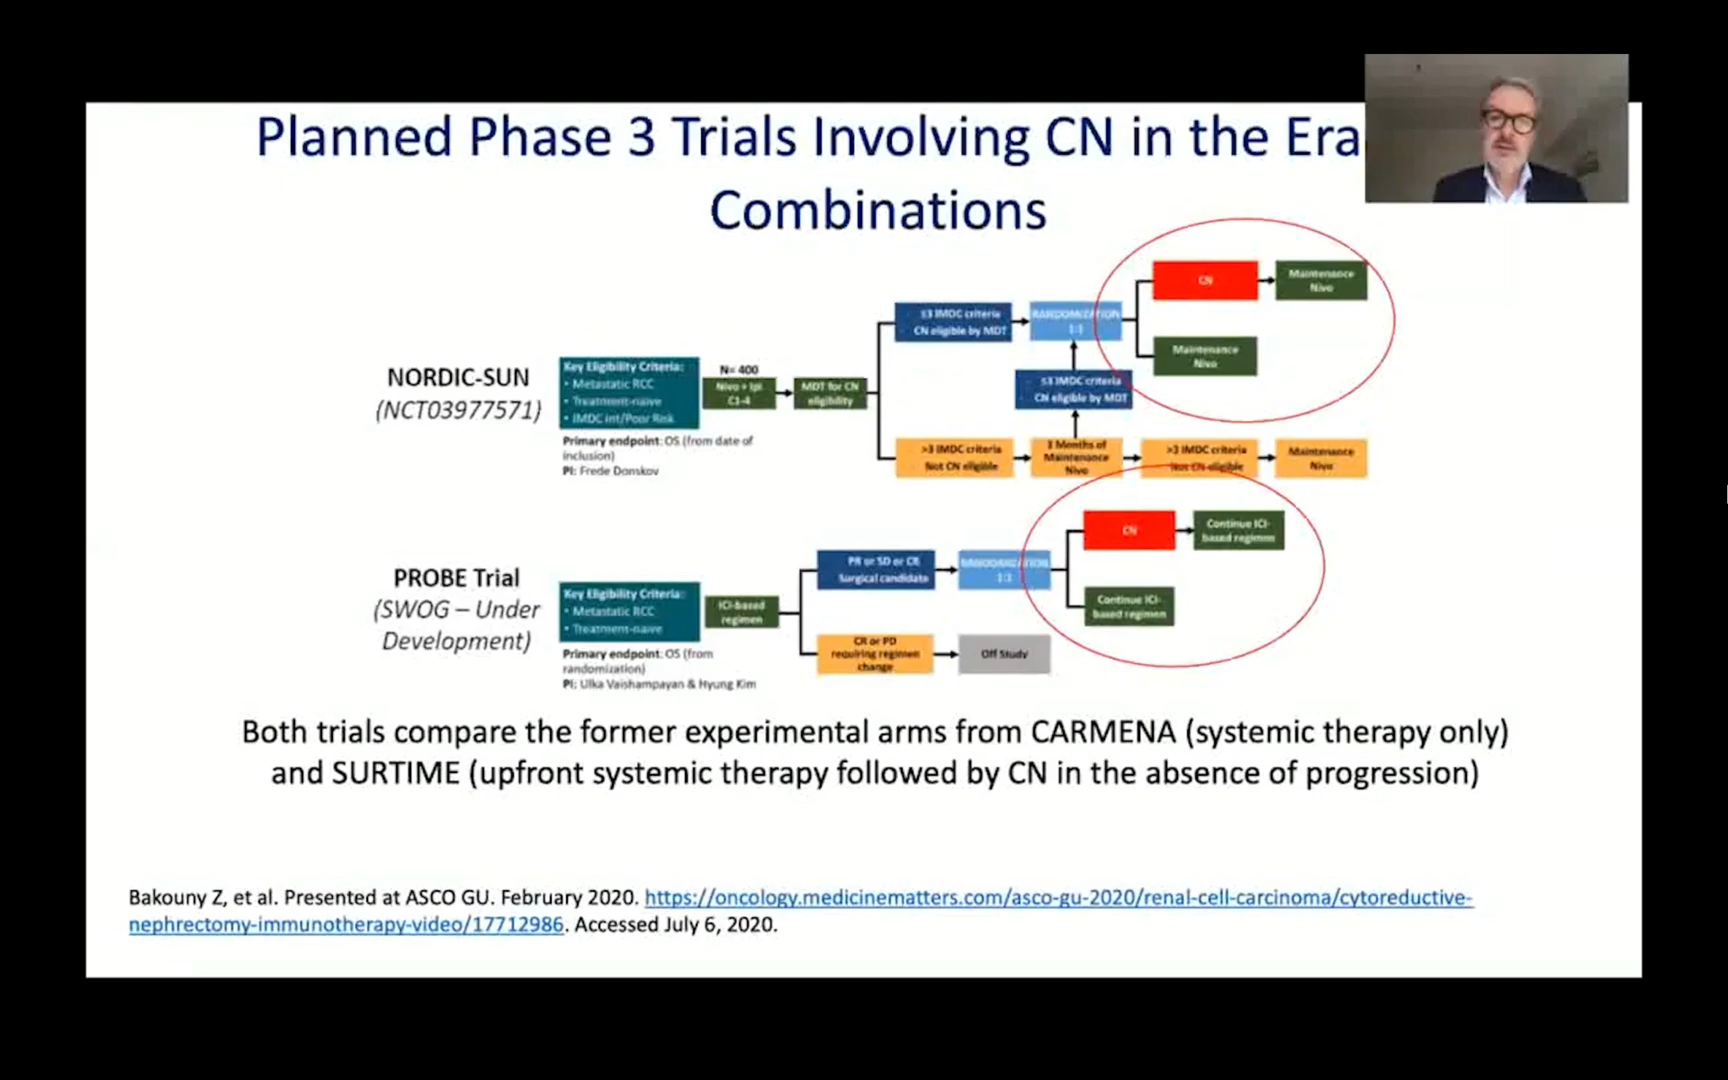 Planned Phase 3 Trials Involving CN in the Era
Combinations
NORDIC-SUN
(NCT03977571)
Key Eligibility Criteria:
• Metastatic RCC
• Treatment-naive
• IMDC int/Poor Risk
Primary endpoint: OS (from date of
inclusion)
PI: Frede Donskov
N= 400
Nivo + Ipi
C1-4
MDT for CN
eligibility
≤3 IMDC criteria
CN eligible by MDT
RANDOMIZATION
1:1
CN
Maintenance
Nivo
Maintenance
Nivo
≤3 IMDC criteria
CN eligible by MDT
>3 IMDC criteria
Not CN eligible
3 Months of
Maintenance
Nivo
>3 IMDC criteria
Not CN eligible
Maintenance
Nivo
PROBE Trial
(SWOG – Under
Development)
Key Eligibility Criteria:
• Metastatic RCC
• Treatment-naive
Primary endpoint: OS (from
randomization)
PI: Ulka Vaishampayan & Hyung Kim
ICI-based
regimen
PR or SD or CR
Surgical candidate
RANDOMIZATION
1:1
CN
Continue ICI-
based regimen
Continue ICI-
based regimen
CR or PD
requiring regimen
change
Off Study
Both trials compare the former experimental arms from CARMENA (systemic therapy only)
and SURTIME (upfront systemic therapy followed by CN in the absence of progression)
Bakouny Z, et al. Presented at ASCO GU. February 2020. https://oncology.medicinematters.com/asco-gu-2020/renal-cell-carcinoma/cytoreductive-
nephrectomy-immunotherapy-video/17712986. Accessed July 6, 2020.